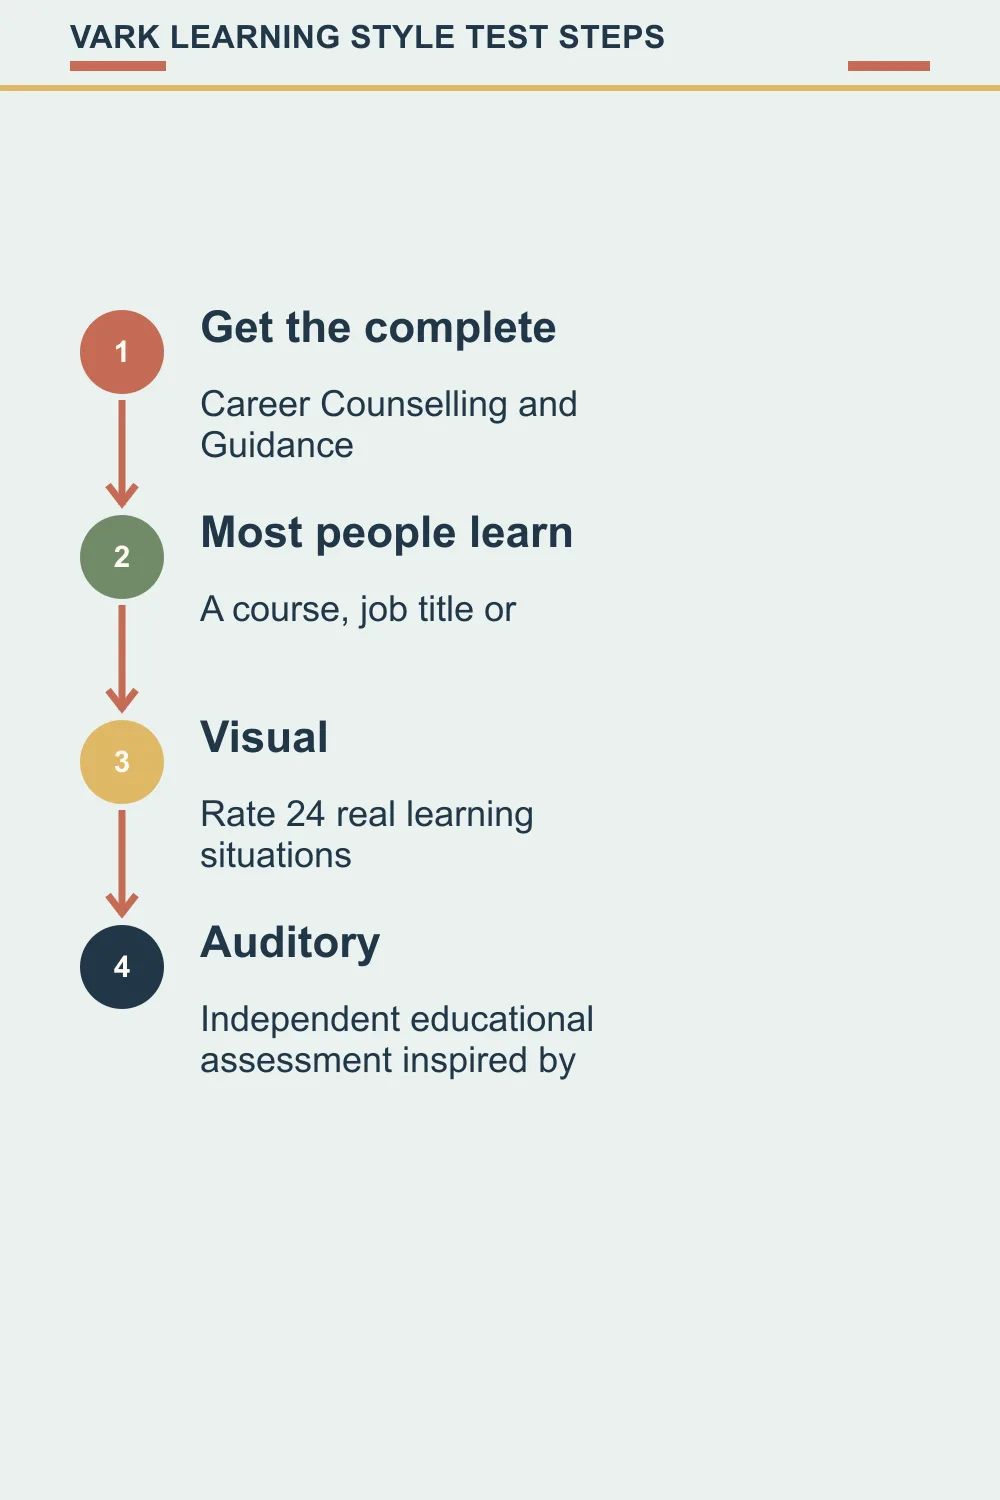 VARK LEARNING STYLE TEST STEPS
1
Get the complete
Career Counselling and
Guidance
2
Most people learn
A course, job title or
3
Visual
Rate 24 real learning
situations
4
Auditory
Independent educational
assessment inspired by